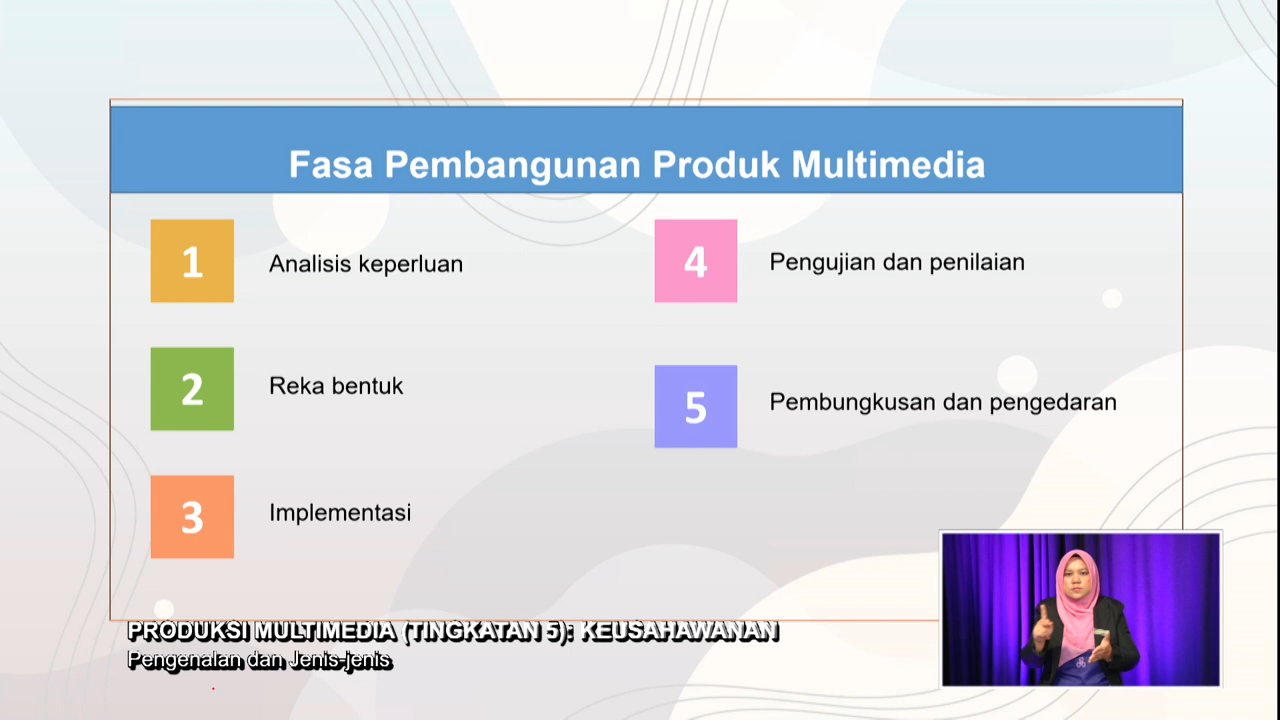 Fasa Pembangunan Produk Multimedia
1
Analisis keperluan
2
Reka bentuk
3
Implementasi
4
Pengujian dan penilaian
5
Pembungkusan dan pengedaran
PRODUKSI MULTIMEDIA (TINGKATAN 5): KEUSAHAWANAN
Pengenalan dan Jenis-jenis